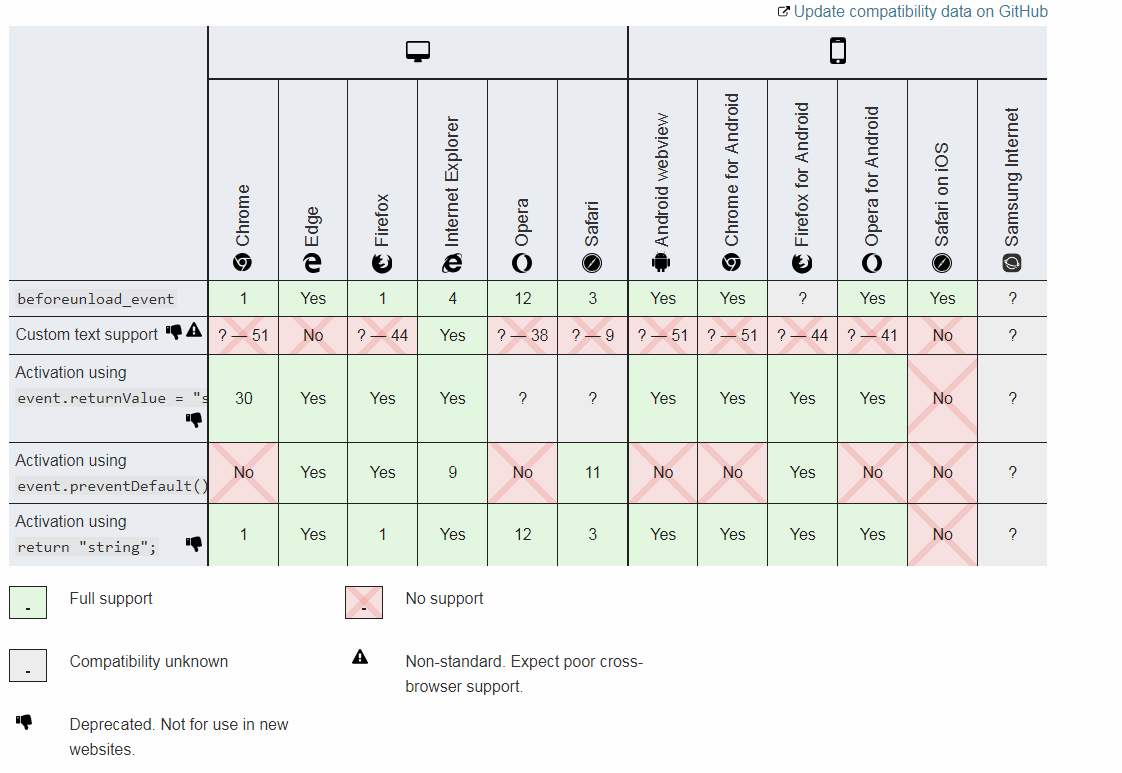 Update compatibility data on GitHub
Chrome Edge Firefox Internet Explorer Opera Safari Android webview Chrome for Android Firefox for Android Opera for Android Safari on iOS Samsung Internet
beforeunload_event 1 Yes 1 4 12 3 Yes Yes ? Yes Yes ?
Custom text support ? — 51 No ? — 44 Yes ? — 38 ? — 9 ? — 51 ? — 51 ? — 44 ? — 41 No ?
Activation using
event.returnValue = "s 30 Yes Yes Yes ? ? Yes Yes Yes Yes No ?
Activation using
event.preventDefault() No Yes Yes 9 No 11 No No Yes No No ?
Activation using
return "string"; 1 Yes 1 Yes 12 3 Yes Yes Yes Yes No ?
- Full support - No support
- Compatibility unknown Non-standard. Expect poor cross-
browser support.
Deprecated. Not for use in new
websites.